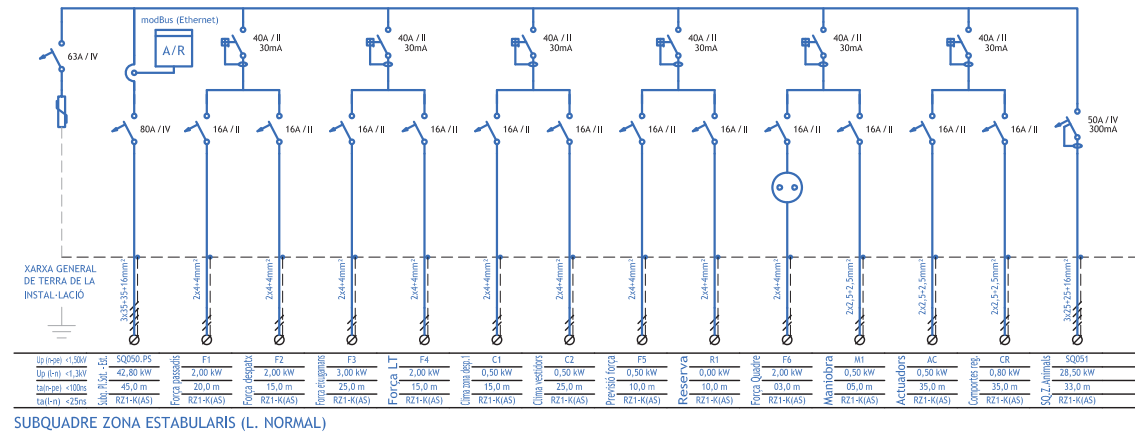 modBus (Ethernet)
A/R
63A / IV
40A / II
30mA
40A / II
30mA
40A / II
30mA
40A / II
30mA
40A / II
30mA
40A / II
30mA
80A / IV
16A / II
16A / II
16A / II
16A / II
16A / II
16A / II
16A / II
16A / II
16A / II
16A / II
16A / II
16A / II
50A / IV
300mA
XARXA GENERAL
DE TERRA DE LA
INSTAL·LACIÓ
3x35+35+16mm²
2x4+4mm²
2x4+4mm²
2x4+4mm²
2x4+4mm²
2x4+4mm²
2x4+4mm²
2x4+4mm²
2x4+4mm²
2x4+4mm²
2x2,5+2,5mm²
2x2,5+2,5mm²
2x2,5+2,5mm²
3x25+25+16mm²
Up (n-pe) <1,50kV
Up (l-n) <1,3kV
ta(n-pe) <100ns
ta(l-n) <25ns
Subq. Pl.Sot. -Est.
SQ050.PS
42,80 kW
45,0 m
RZ1-K(AS)
Força passadís
F1
2,00 kW
20,0 m
RZ1-K(AS)
Força despatx
F2
2,00 kW
15,0 m
RZ1-K(AS)
Força eixugamans
F3
3,00 kW
25,0 m
RZ1-K(AS)
Força LT
F4
2,00 kW
15,0 m
RZ1-K(AS)
Clima zona desp.1
C1
0,50 kW
15,0 m
RZ1-K(AS)
Clima vestidors
C2
0,50 kW
25,0 m
RZ1-K(AS)
Previsió força
F5
0,50 kW
10,0 m
RZ1-K(AS)
Reserva
R1
0,00 kW
10,0 m
RZ1-K(AS)
Força Quadre
F6
2,00 kW
03,0 m
RZ1-K(AS)
Maniobra
M1
0,50 kW
05,0 m
RZ1-K(AS)
Actuadors
AC
0,50 kW
35,0 m
RZ1-K(AS)
Comportes reg.
CR
0,80 kW
35,0 m
RZ1-K(AS)
SQ. Z. Animals
SQ051
28,50 kW
33,0 m
RZ1-K(AS)
SUBQUADRE ZONA ESTABULARIS (L. NORMAL)